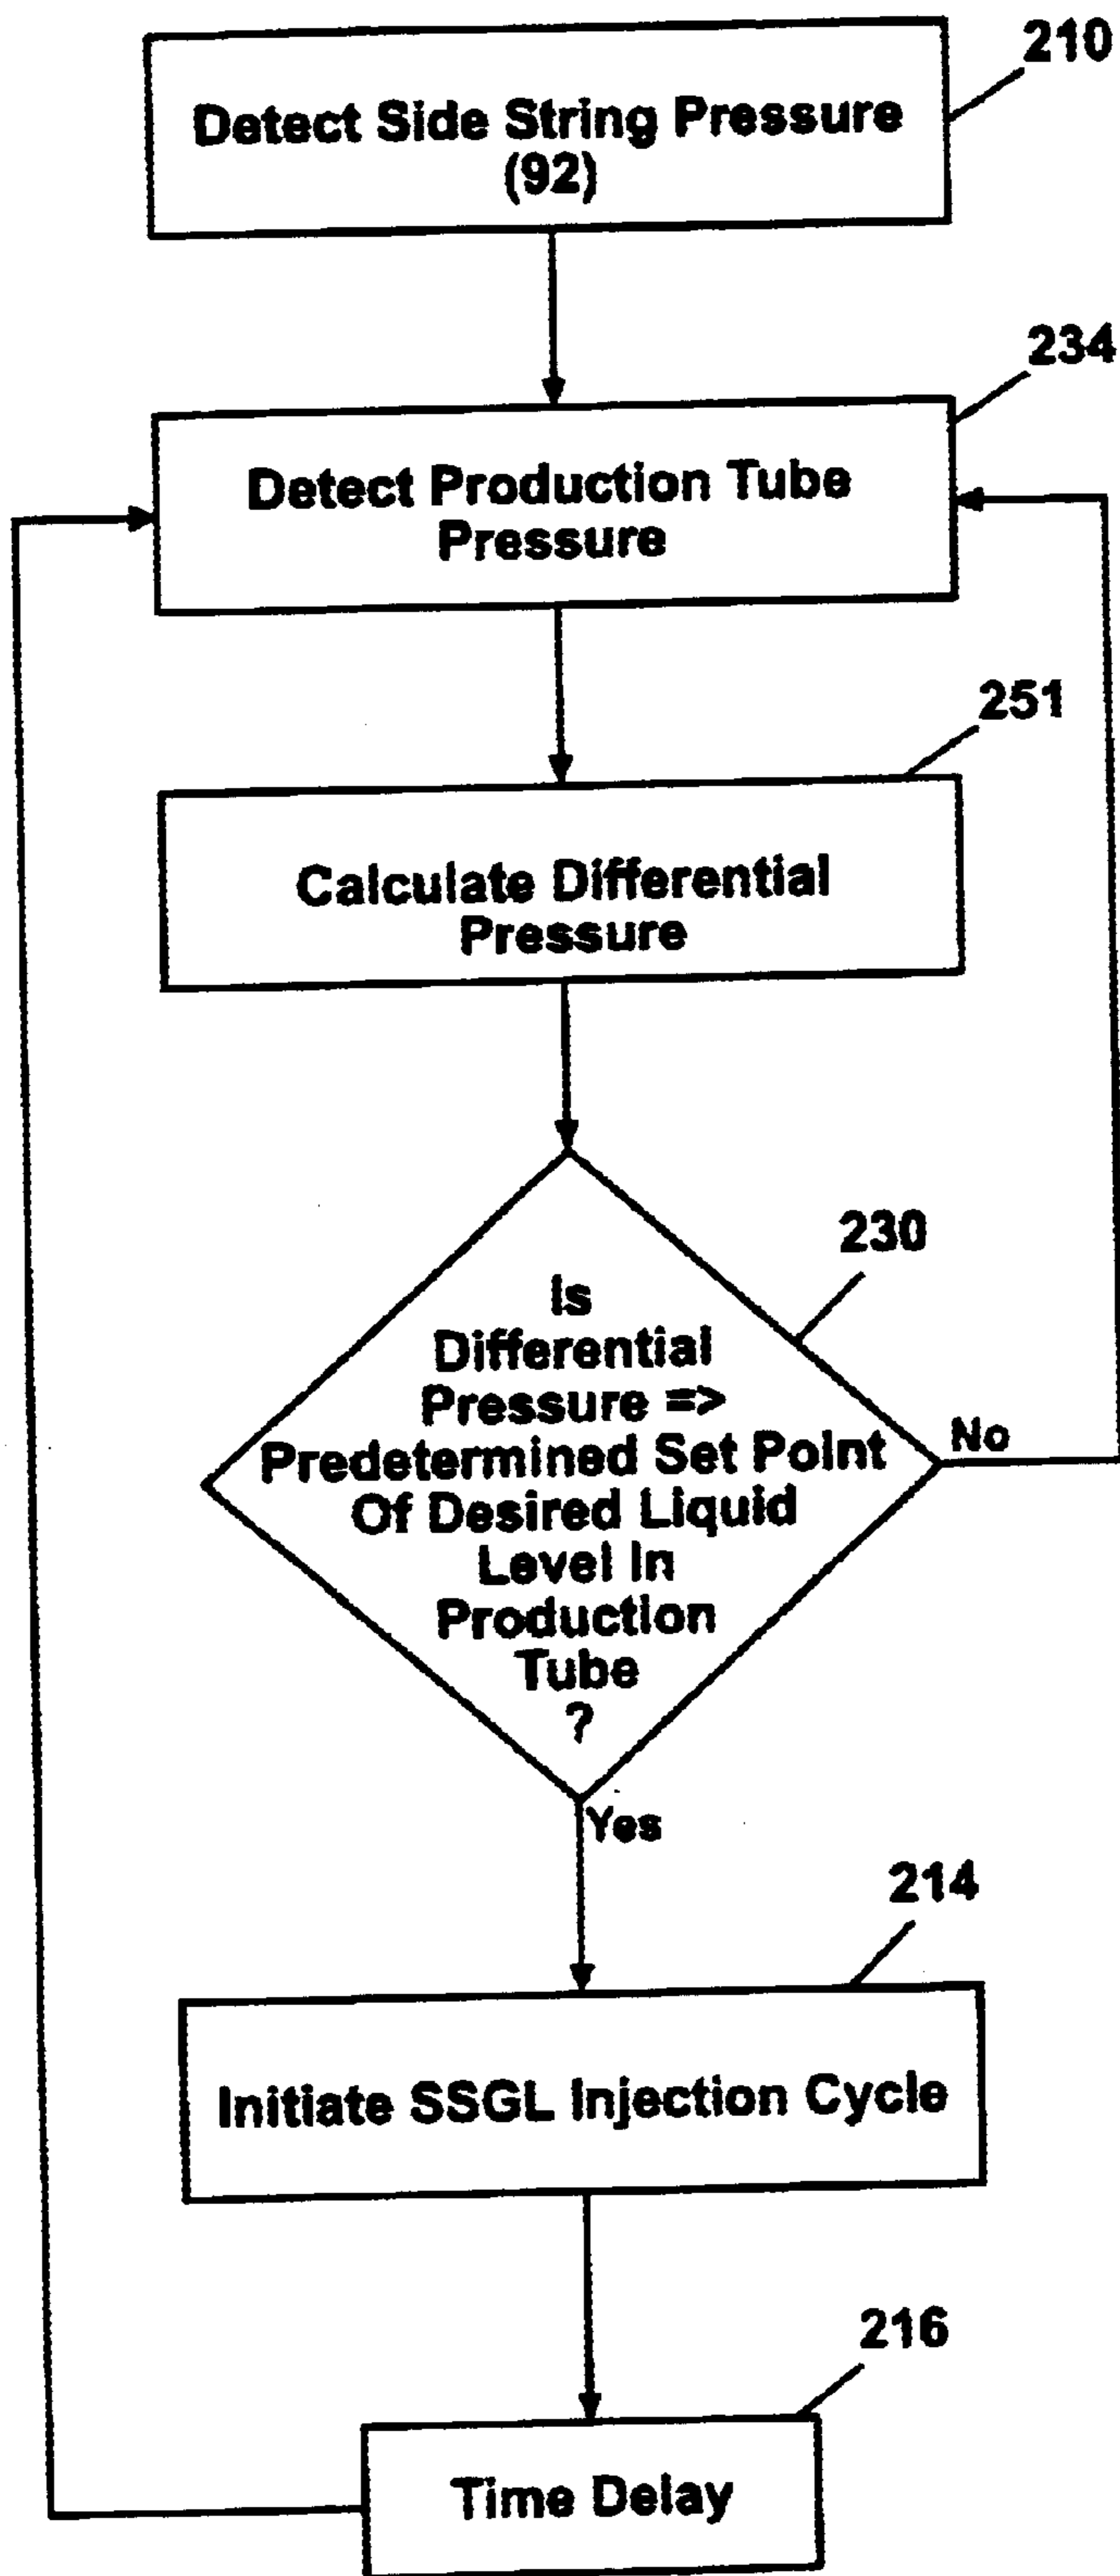 210
Detect Side String Pressure
(92)
234
Detect Production Tube
Pressure
251
Calculate Differential
Pressure
230
Is
Differential
Pressure =>
Predetermined Set Point
Of Desired Liquid
Level In
Production
Tube
?
No
Yes
214
Initiate SSGL Injection Cycle
216
Time Delay